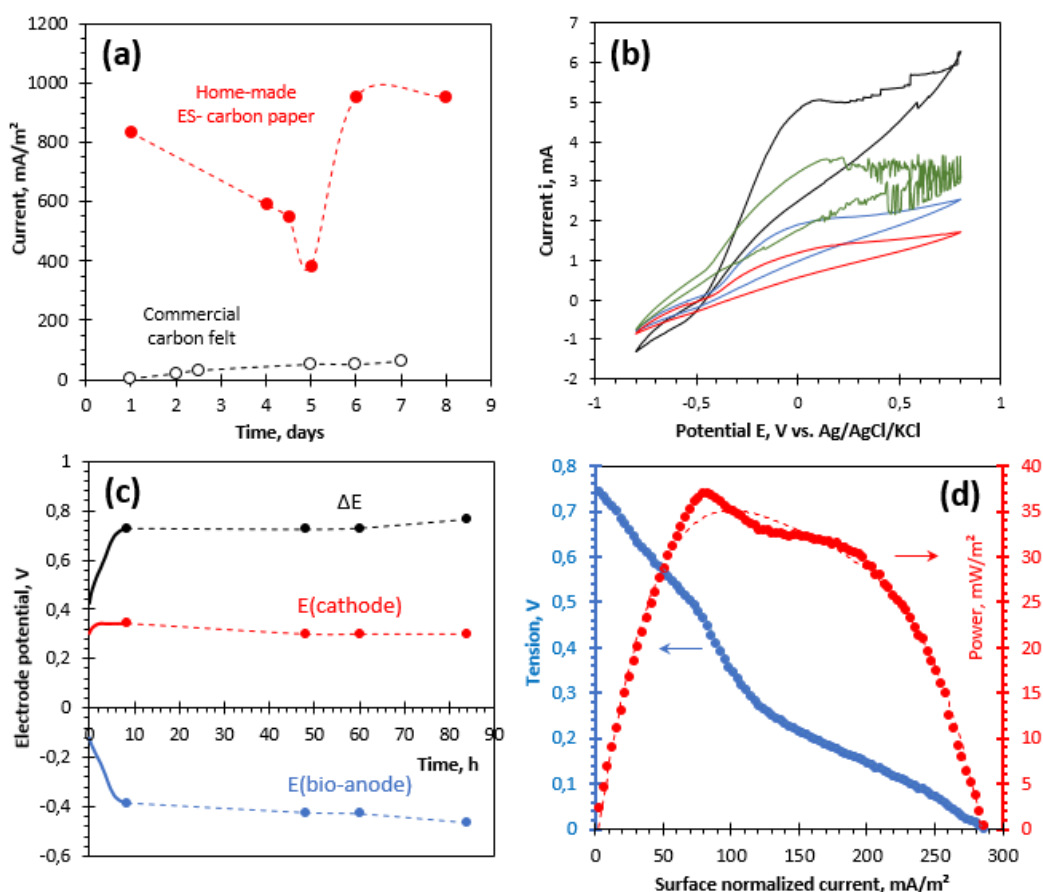 (a)
1200
1000
800
600
400
200
0
Current, mA/m²
Home-made
ES- carbon paper
Commercial
carbon felt
0 1 2 3 4 5 6 7 8 9
Time, days
(b)
7
6
5
4
3
2
1
0
-1
-2
Current i, mA
-1 -0,5 0 0,5 1
Potential E, V vs. Ag/AgCl/KCl
(c)
1
0,8
0,6
0,4
0,2
0
-0,2
-0,4
-0,6
Electrode potential, V
ΔE
E(cathode)
0 10 20 30 40 50 60 70 80 90
Time, h
E(bio-anode)
(d)
0,8
0,7
0,6
0,5
0,4
0,3
0,2
0,1
0
Tension, V
40
35
30
25
20
15
10
5
0
Power, mW/m²
0 50 100 150 200 250 300
Surface normalized current, mA/m²